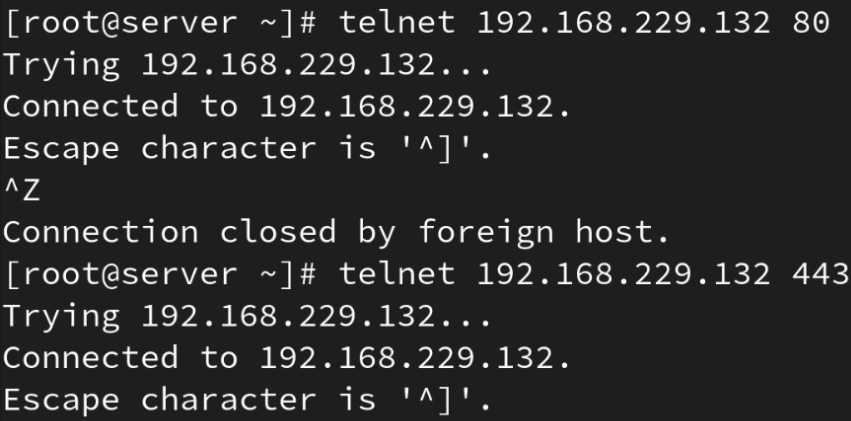 [root@server ~]# telnet 192.168.229.132 80
Trying 192.168.229.132...
Connected to 192.168.229.132.
Escape character is '^]'.
^Z
Connection closed by foreign host.
[root@server ~]# telnet 192.168.229.132 443
Trying 192.168.229.132...
Connected to 192.168.229.132.
Escape character is '^]'.